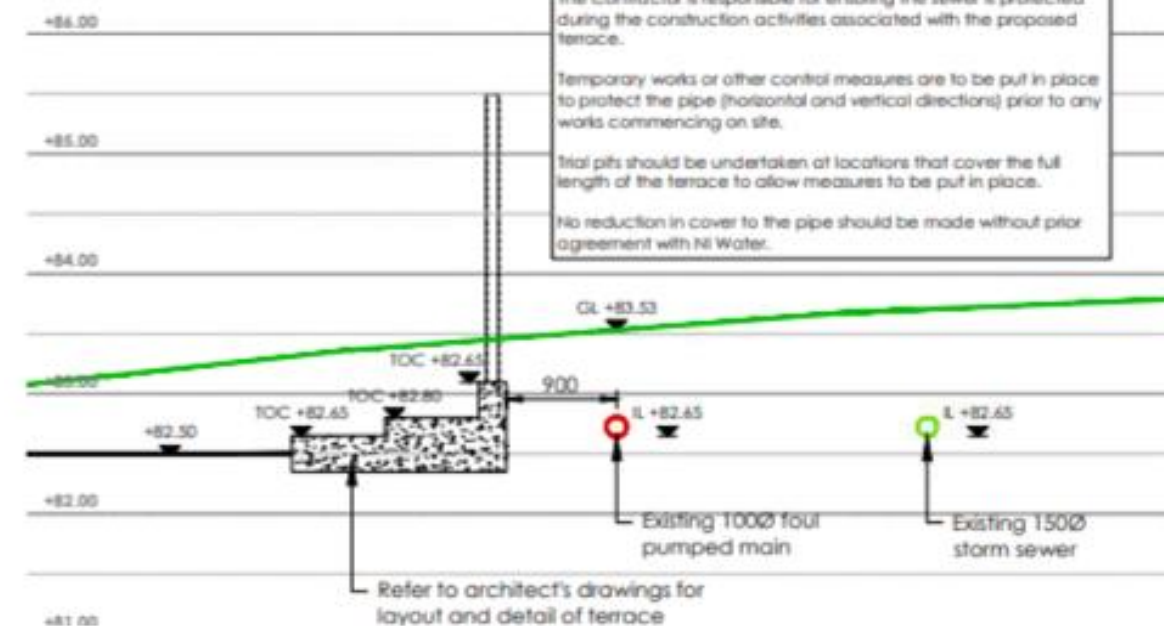 The Contractor is responsible for ensuring the sewer is protected
during the construction activities associated with the proposed
terrace.
Temporary works or other control measures are to be put in place
to protect the pipe (horizontal and vertical directions) prior to any
works commencing on site.
Trial pits should be undertaken at locations that cover the full
length of the terrace to allow measures to be put in place.
No reduction in cover to the pipe should be made without prior
agreement with NI Water.
+86.00
+85.00
+84.00
GL +83.53
TOC +82.65
+83.00
900
TOC +82.80
TOC +82.65
IL +82.65
IL +82.65
+82.50
+82.00
Existing 100Ø foul
pumped main
Existing 150Ø
storm sewer
Refer to architect's drawings for
layout and detail of terrace
+81.00